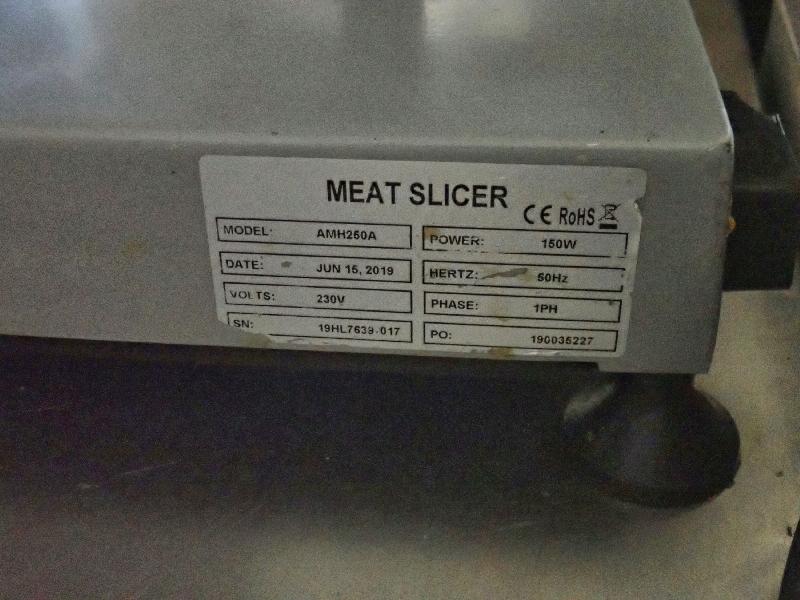 MEAT SLICER
CE RoHS
MODEL: AMH250A
POWER: 150W
DATE: JUN 15, 2019
HERTZ: 50Hz
VOLTS: 230V
PHASE: 1PH
SN: 19HL7639-017
PO: 190035227